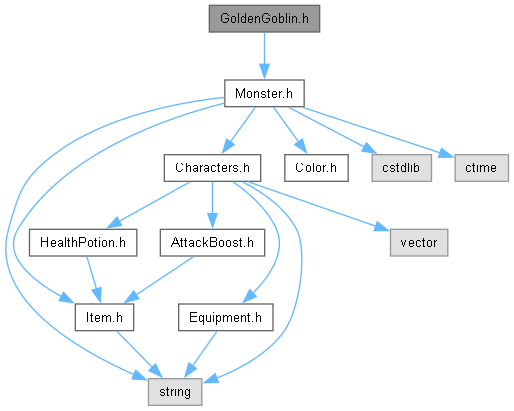 GoldenGoblin.h
Monster.h
Characters.h
Color.h
cstdlib
ctime
HealthPotion.h
AttackBoost.h
vector
Item.h
Equipment.h
string